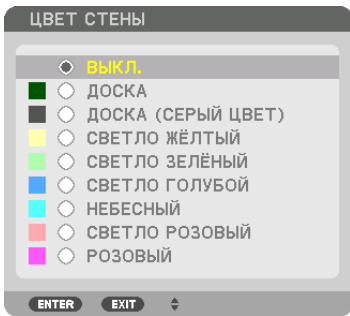 ЦВЕТ СТЕНЫ
ВЫКЛ.
ДОСКА
ДОСКА (СЕРЫЙ ЦВЕТ)
СВЕТЛО ЖЁЛТЫЙ
СВЕТЛО ЗЕЛЁНЫЙ
СВЕТЛО ГОЛУБОЙ
НЕБЕСНЫЙ
СВЕТЛО РОЗОВЫЙ
РОЗОВЫЙ
ENTER EXIT